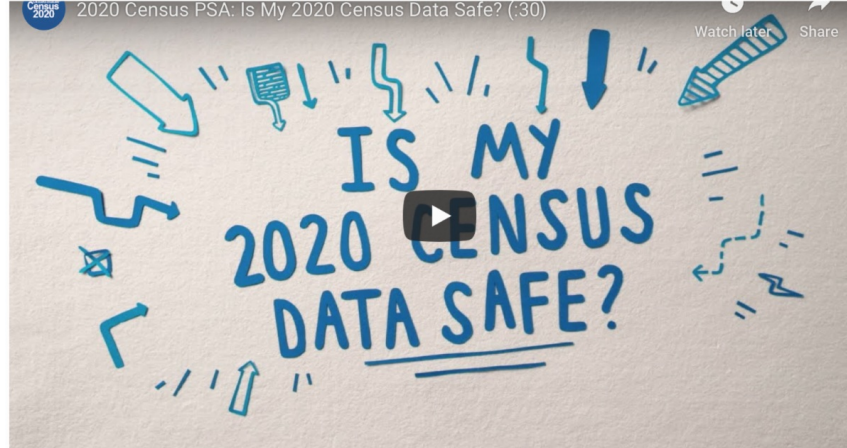 Census
2020
2020 Census PSA: Is My 2020 Census Data Safe? (:30)
Watch later
Share
IS MY
2020 CENSUS
DATA SAFE?